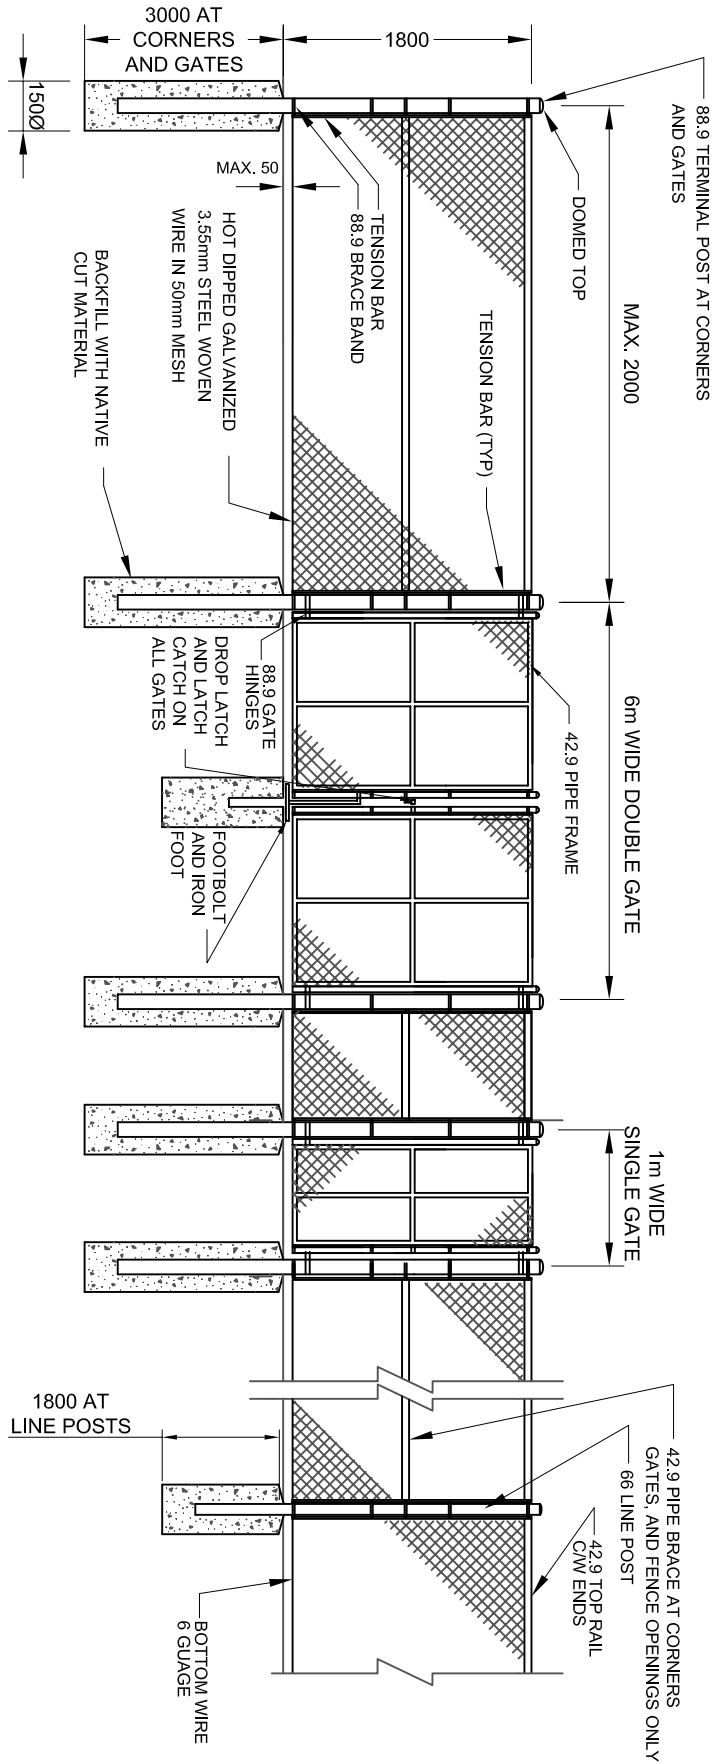 3000 AT
CORNERS
AND GATES
1800
150Ø
MAX. 50
88.9 TERMINAL POST AT CORNERS
AND GATES
DOMED TOP
MAX. 2000
TENSION BAR
88.9 BRACE BAND
HOT DIPPED GALVANIZED
3.55mm STEEL WOVEN
WIRE IN 50mm MESH
BACKFILL WITH NATIVE
CUT MATERIAL
TENSION BAR (TYP)
6m WIDE DOUBLE GATE
42.9 PIPE FRAME
88.9 GATE
HINGES
DROP LATCH
AND LATCH
CATCH ON
ALL GATES
FOOTBOLT
AND IRON
FOOT
1m WIDE
SINGLE GATE
1800 AT
LINE POSTS
42.9 PIPE BRACE AT CORNERS
GATES, AND FENCE OPENINGS ONLY
66 LINE POST
42.9 TOP RAIL
C/W ENDS
BOTTOM WIRE
6 GUAGE